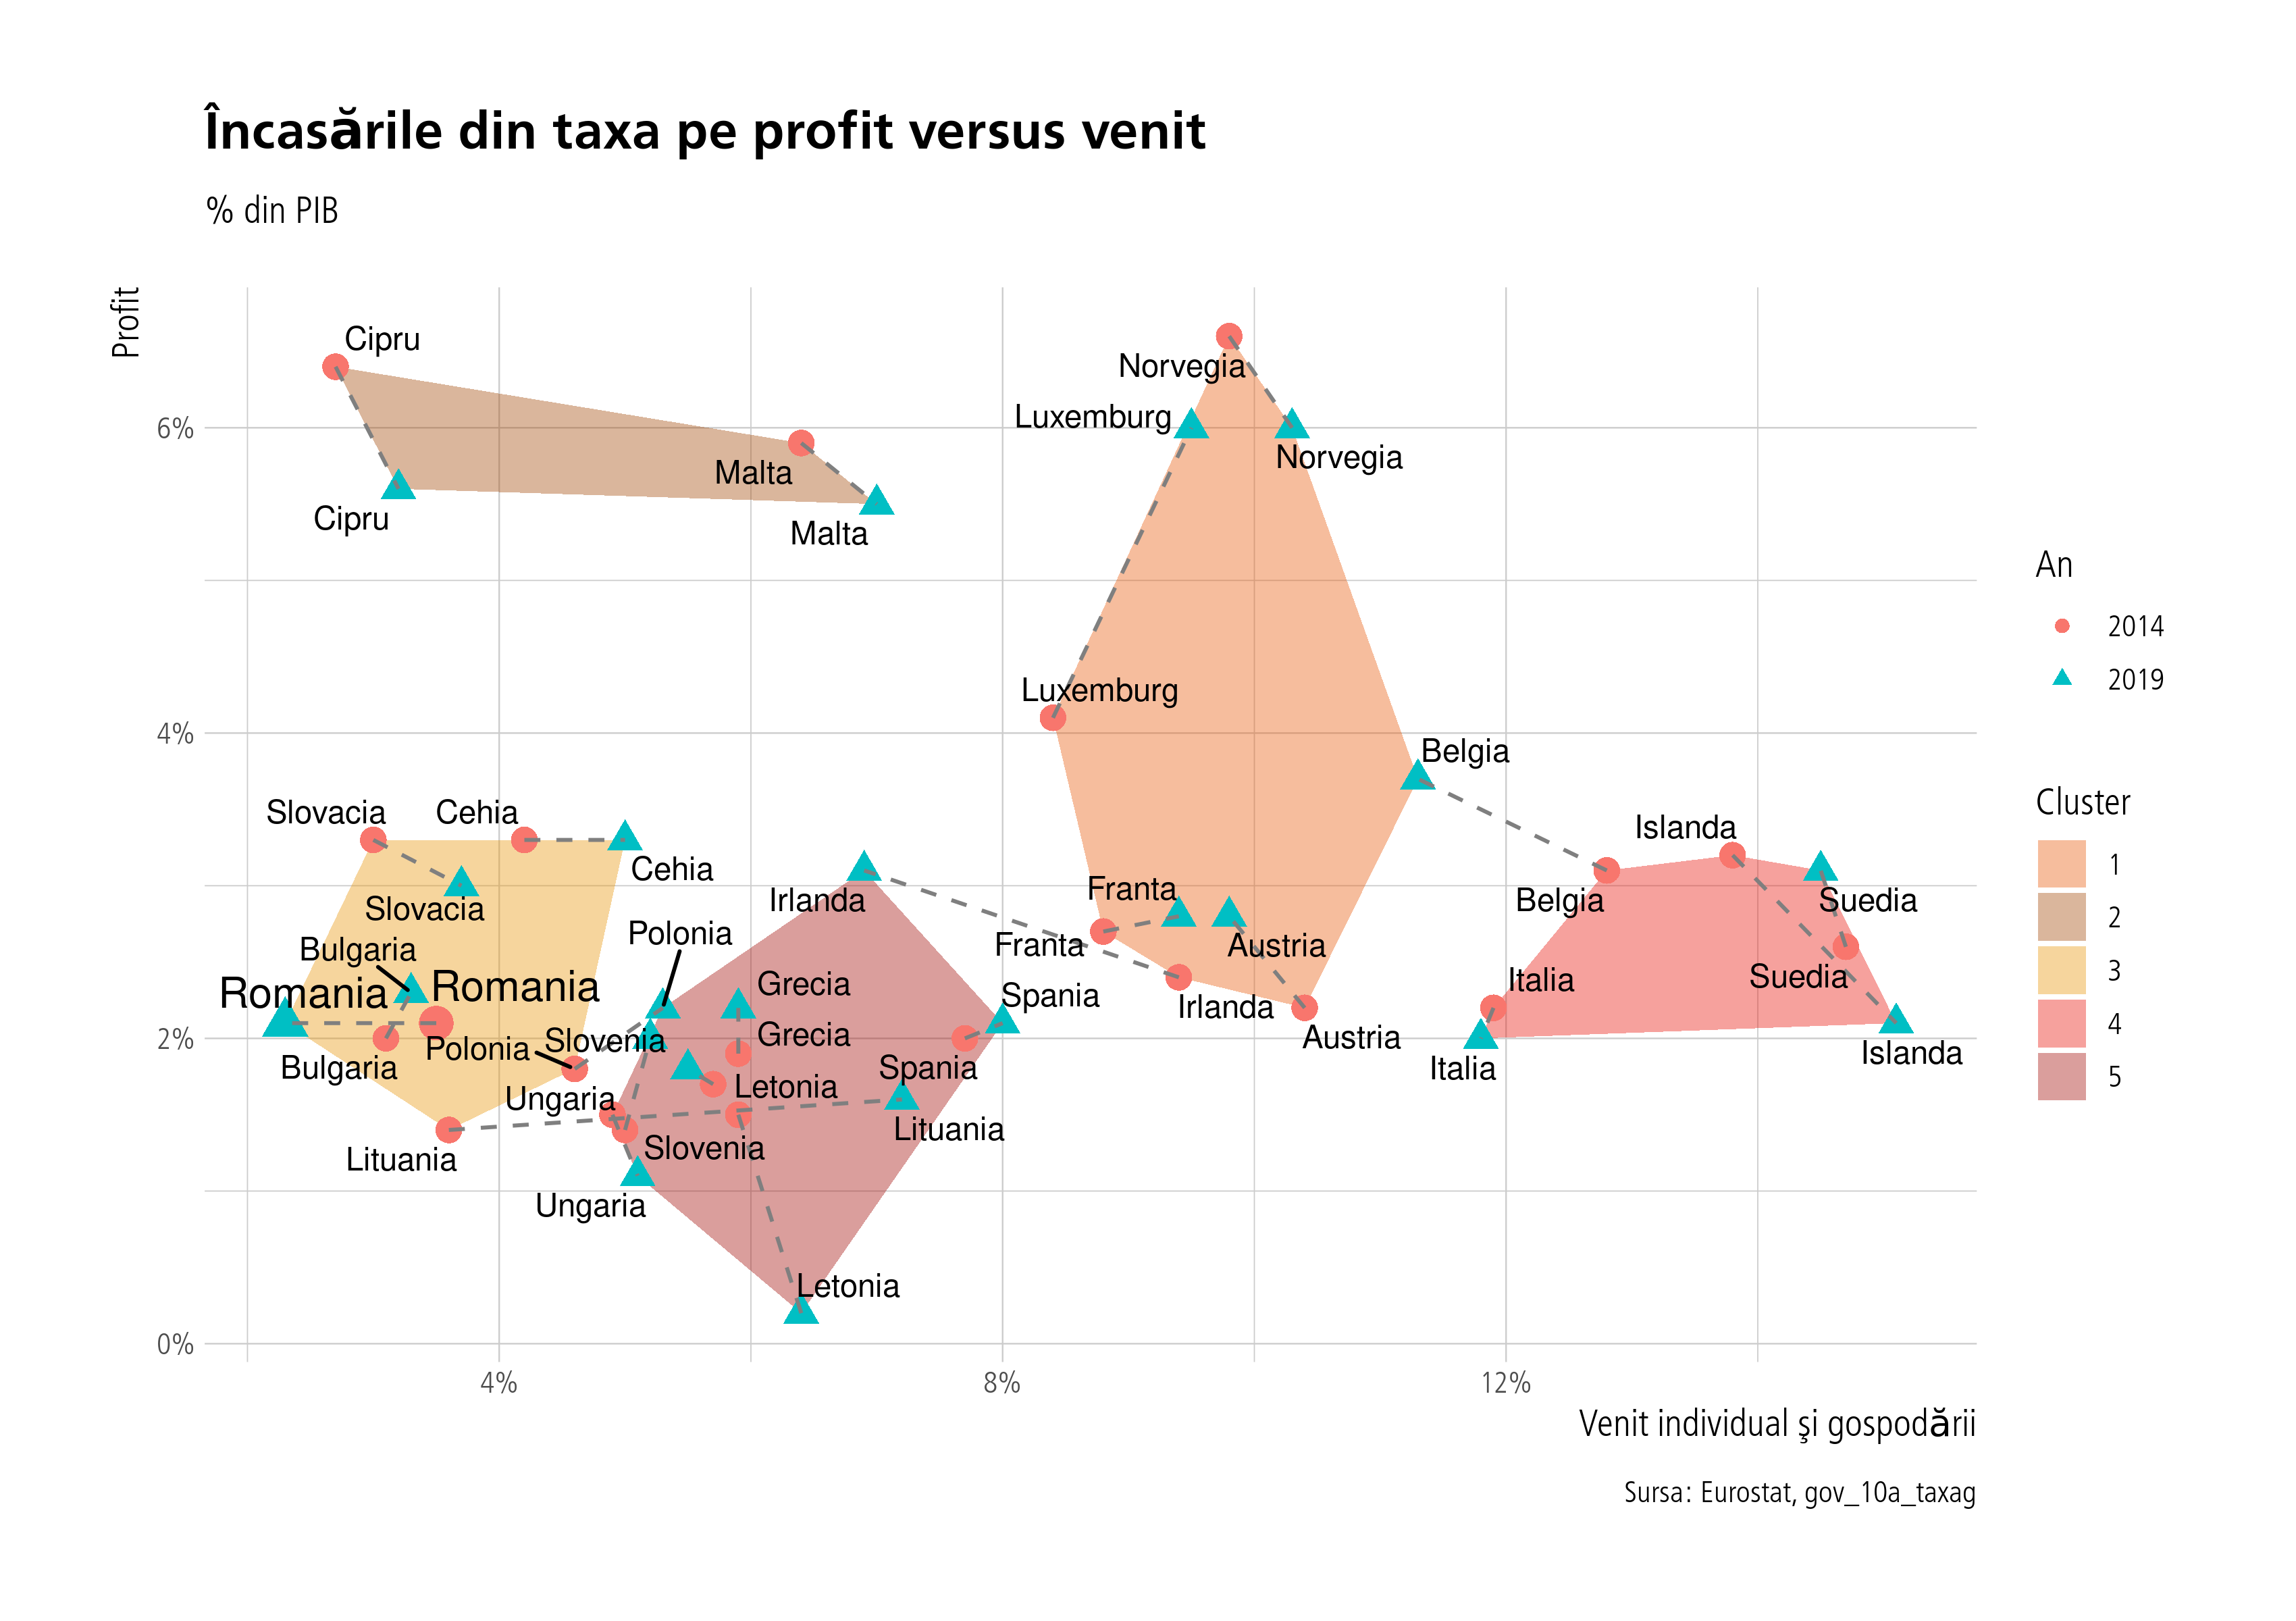 Încasările din taxa pe profit versus venit
% din PIB
Profit
Cipru
Norvegia
Luxemburg
6%
Norvegia
Malta
Cipru
Malta
An
2014
2019
Luxemburg
4%
Belgia
Cluster
Slovacia
Cehia
Islanda
1
Cehia
Franta
Irlanda
Belgia
Suedia
Slovacia
2
Polonia
Bulgaria
Franta
Austria
3
Romania
Romania
Grecia
Spania
Italia
Suedia
Irlanda
4
2%
Polonia
Slovenia
Grecia
Austria
Islanda
Bulgaria
Spania
Italia
5
Ungaria
Letonia
Lituania
Lituania
Slovenia
Ungaria
Letonia
0%
4%
8%
12%
Venit individual şi gospodării
Sursa: Eurostat, gov_10a_taxag